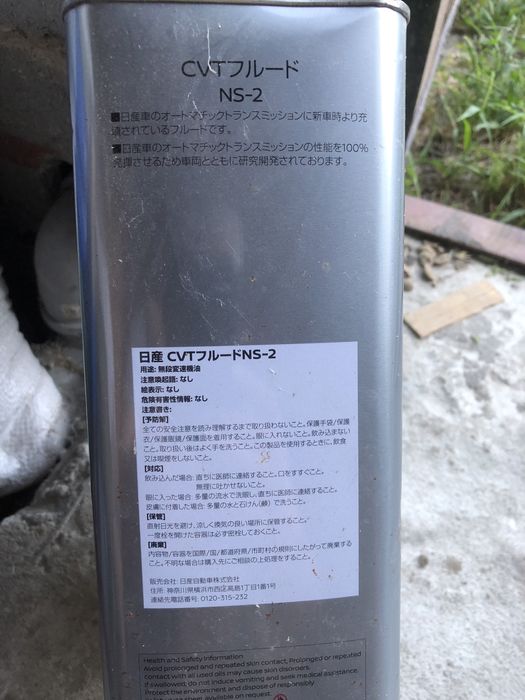 CVTフルード
NS-2
■日産車のオートマチックトランスミッションに新車時より充
填されているフルードです。
■日産車のオートマチックトランスミッションの性能を100%
発揮させるため車両とともに研究開発されております。
日産 CVTフルードNS-2
用途: 無段変速機油
注意喚起語: なし
絵表示: なし
危険有害性情報: なし
注意書き:
[予防策]
全ての安全注意を読み理解するまで取り扱わないこと。保護手袋/保護
衣/保護眼鏡/保護面を着用すること。眼に入れない。飲み込まない
こと。取り扱い後はよく手を洗うこと。この製品を使用するときに、飲食
又は喫煙をしないこと。
[対応]
飲み込んだ場合: 直ちに医師に連絡すること。口をすすぐこと。
無理に吐かせないこと。
眼に入った場合: 多量の流水で洗眼し、直ちに医師に連絡すること。
皮膚に付着した場合: 多量の水と石けん(鹸)で洗うこと。
[保管]
直射日光を避け、涼しく換気の良い場所に保管すること。
一度栓を開けた容器は必ず密栓しておくこと。
[廃棄]
内容物/容器を国際/国/都道府県/市町村の規則にしたがって廃棄する
こと。不明な場合は購入先にご相談の上処理をすること。
販売会社: 日産自動車株式会社
住所: 神奈川県横浜市西区高島1丁目1番1号
連絡先電話番号: 0120-315-232
Health and Safety Information
Avoid prolonged and repeated skin contact. Prolonged or repeated
contact with all used oils may cause skin disorders.
If swallowed, do not induce vomiting and seek medical assistance.
Protect the environment and dispose of responsibly.
sheet available on request.